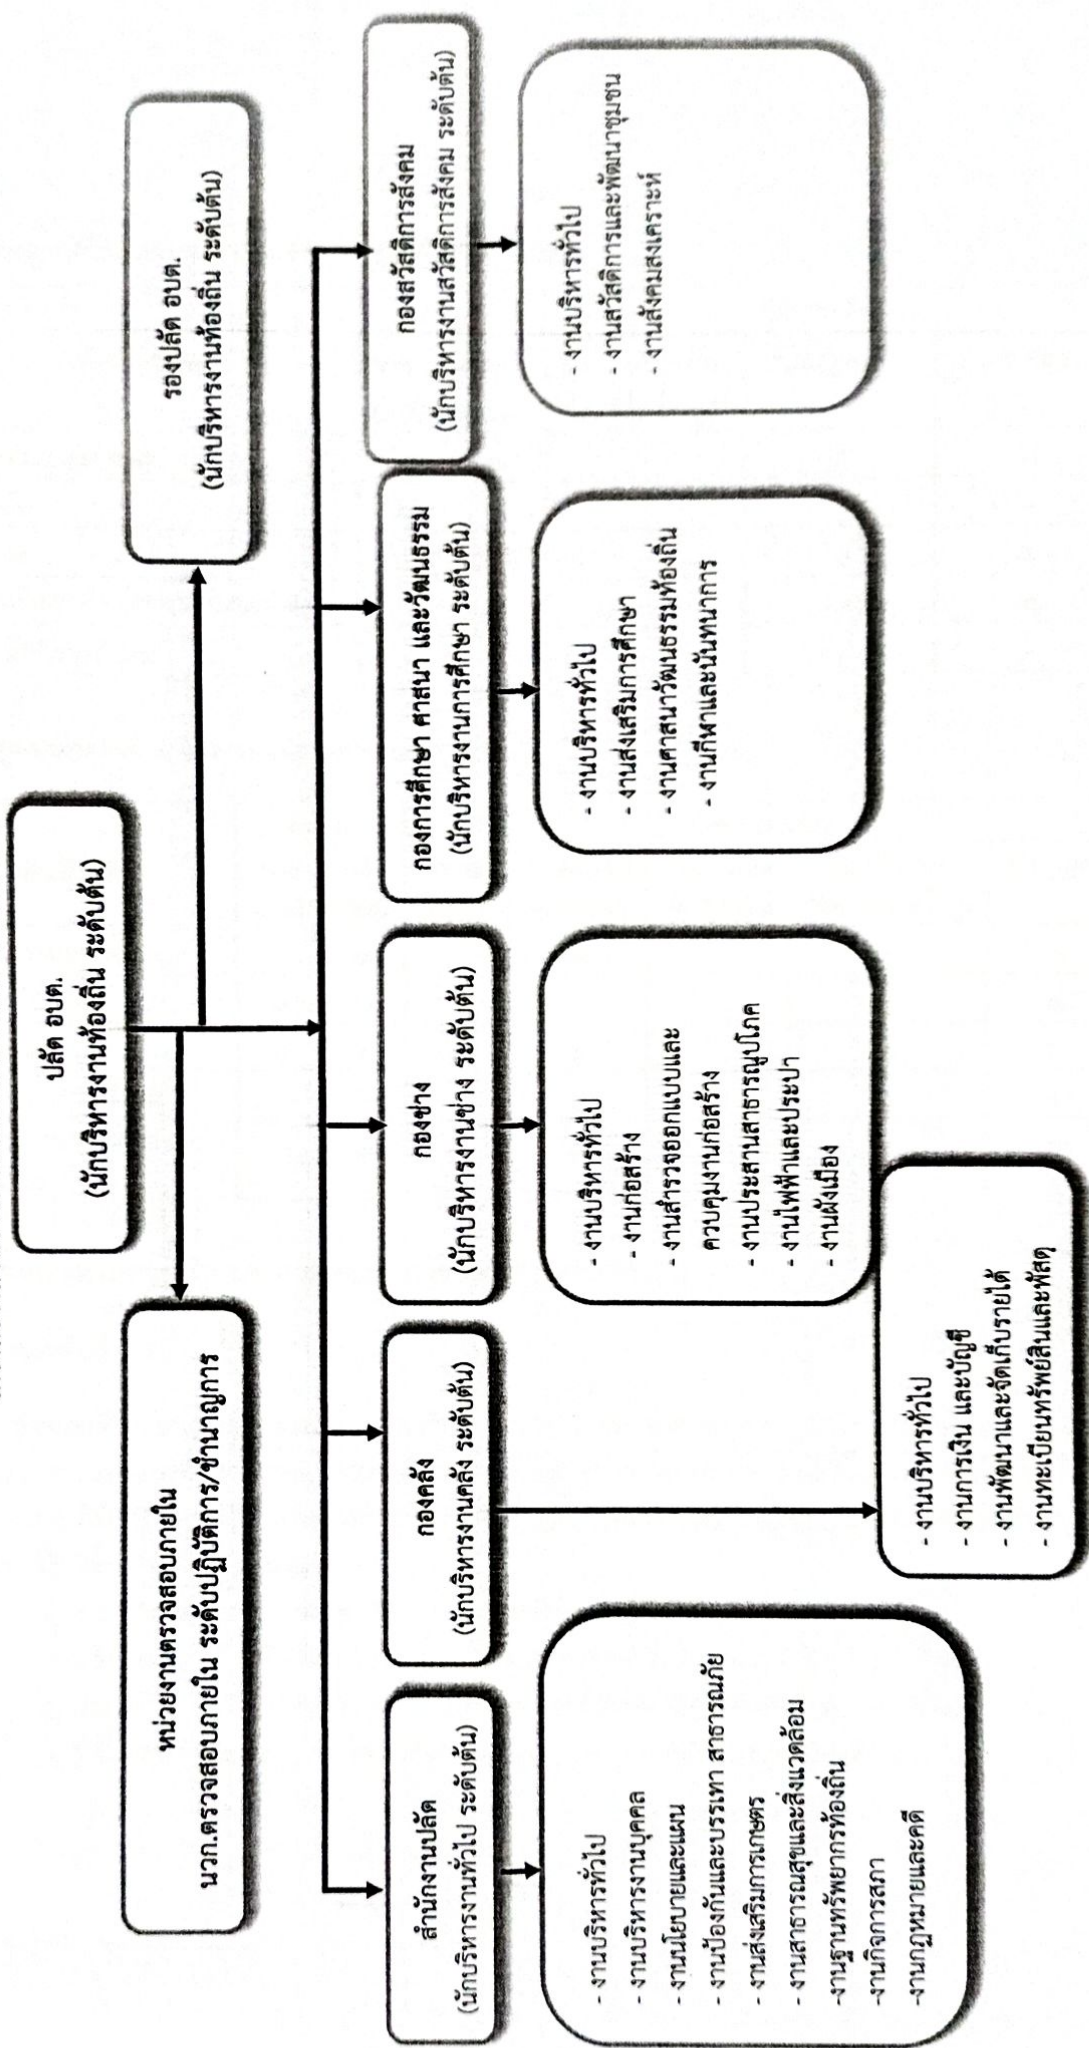 ปลัด อบต.
(นักบริหารงานท้องถิ่น ระดับต้น)
หน่วยงานตรวจสอบภายใน
นวก.ตรวจสอบภายใน ระดับปฏิบัติการ/ชำนาญการ
รองปลัด อบต.
(นักบริหารงานท้องถิ่น ระดับต้น)
สำนักงานปลัด
(นักบริหารงานทั่วไป ระดับต้น)
กองคลัง
(นักบริหารงานคลัง ระดับต้น)
กองช่าง
(นักบริหารงานช่าง ระดับต้น)
กองการศึกษา ศาสนา และวัฒนธรรม
(นักบริหารงานการศึกษา ระดับต้น)
กองสวัสดิการสังคม
(นักบริหารงานสวัสดิการสังคม ระดับต้น)
- งานบริหารทั่วไป
- งานบริหารงานบุคคล
- งานนโยบายและแผน
- งานป้องกันและบรรเทา สาธารณภัย
- งานส่งเสริมการเกษตร
- งานสาธารณสุขและสิ่งแวดล้อม
-งานฐานทรัพยากรท้องถิ่น
-งานกิจการสภา
-งานกฎหมายและคดี
- งานบริหารทั่วไป
- งานการเงิน และบัญชี
- งานพัฒนาและจัดเก็บรายได้
- งานทะเบียนทรัพย์สินและพัสดุ
- งานบริหารทั่วไป
- งานก่อสร้าง
- งานสำรวจออกแบบและ
ควบคุมงานก่อสร้าง
- งานประสานสาธารณูปโภค
- งานไฟฟ้าและประปา
- งานผังเมือง
- งานบริหารทั่วไป
- งานส่งเสริมการศึกษา
- งานศาสนาวัฒนธรรมท้องถิ่น
- งานกีฬาและนันทนาการ
- งานบริหารทั่วไป
- งานสวัสดิการและพัฒนาชุมชน
- งานสังคมสงเคราะห์